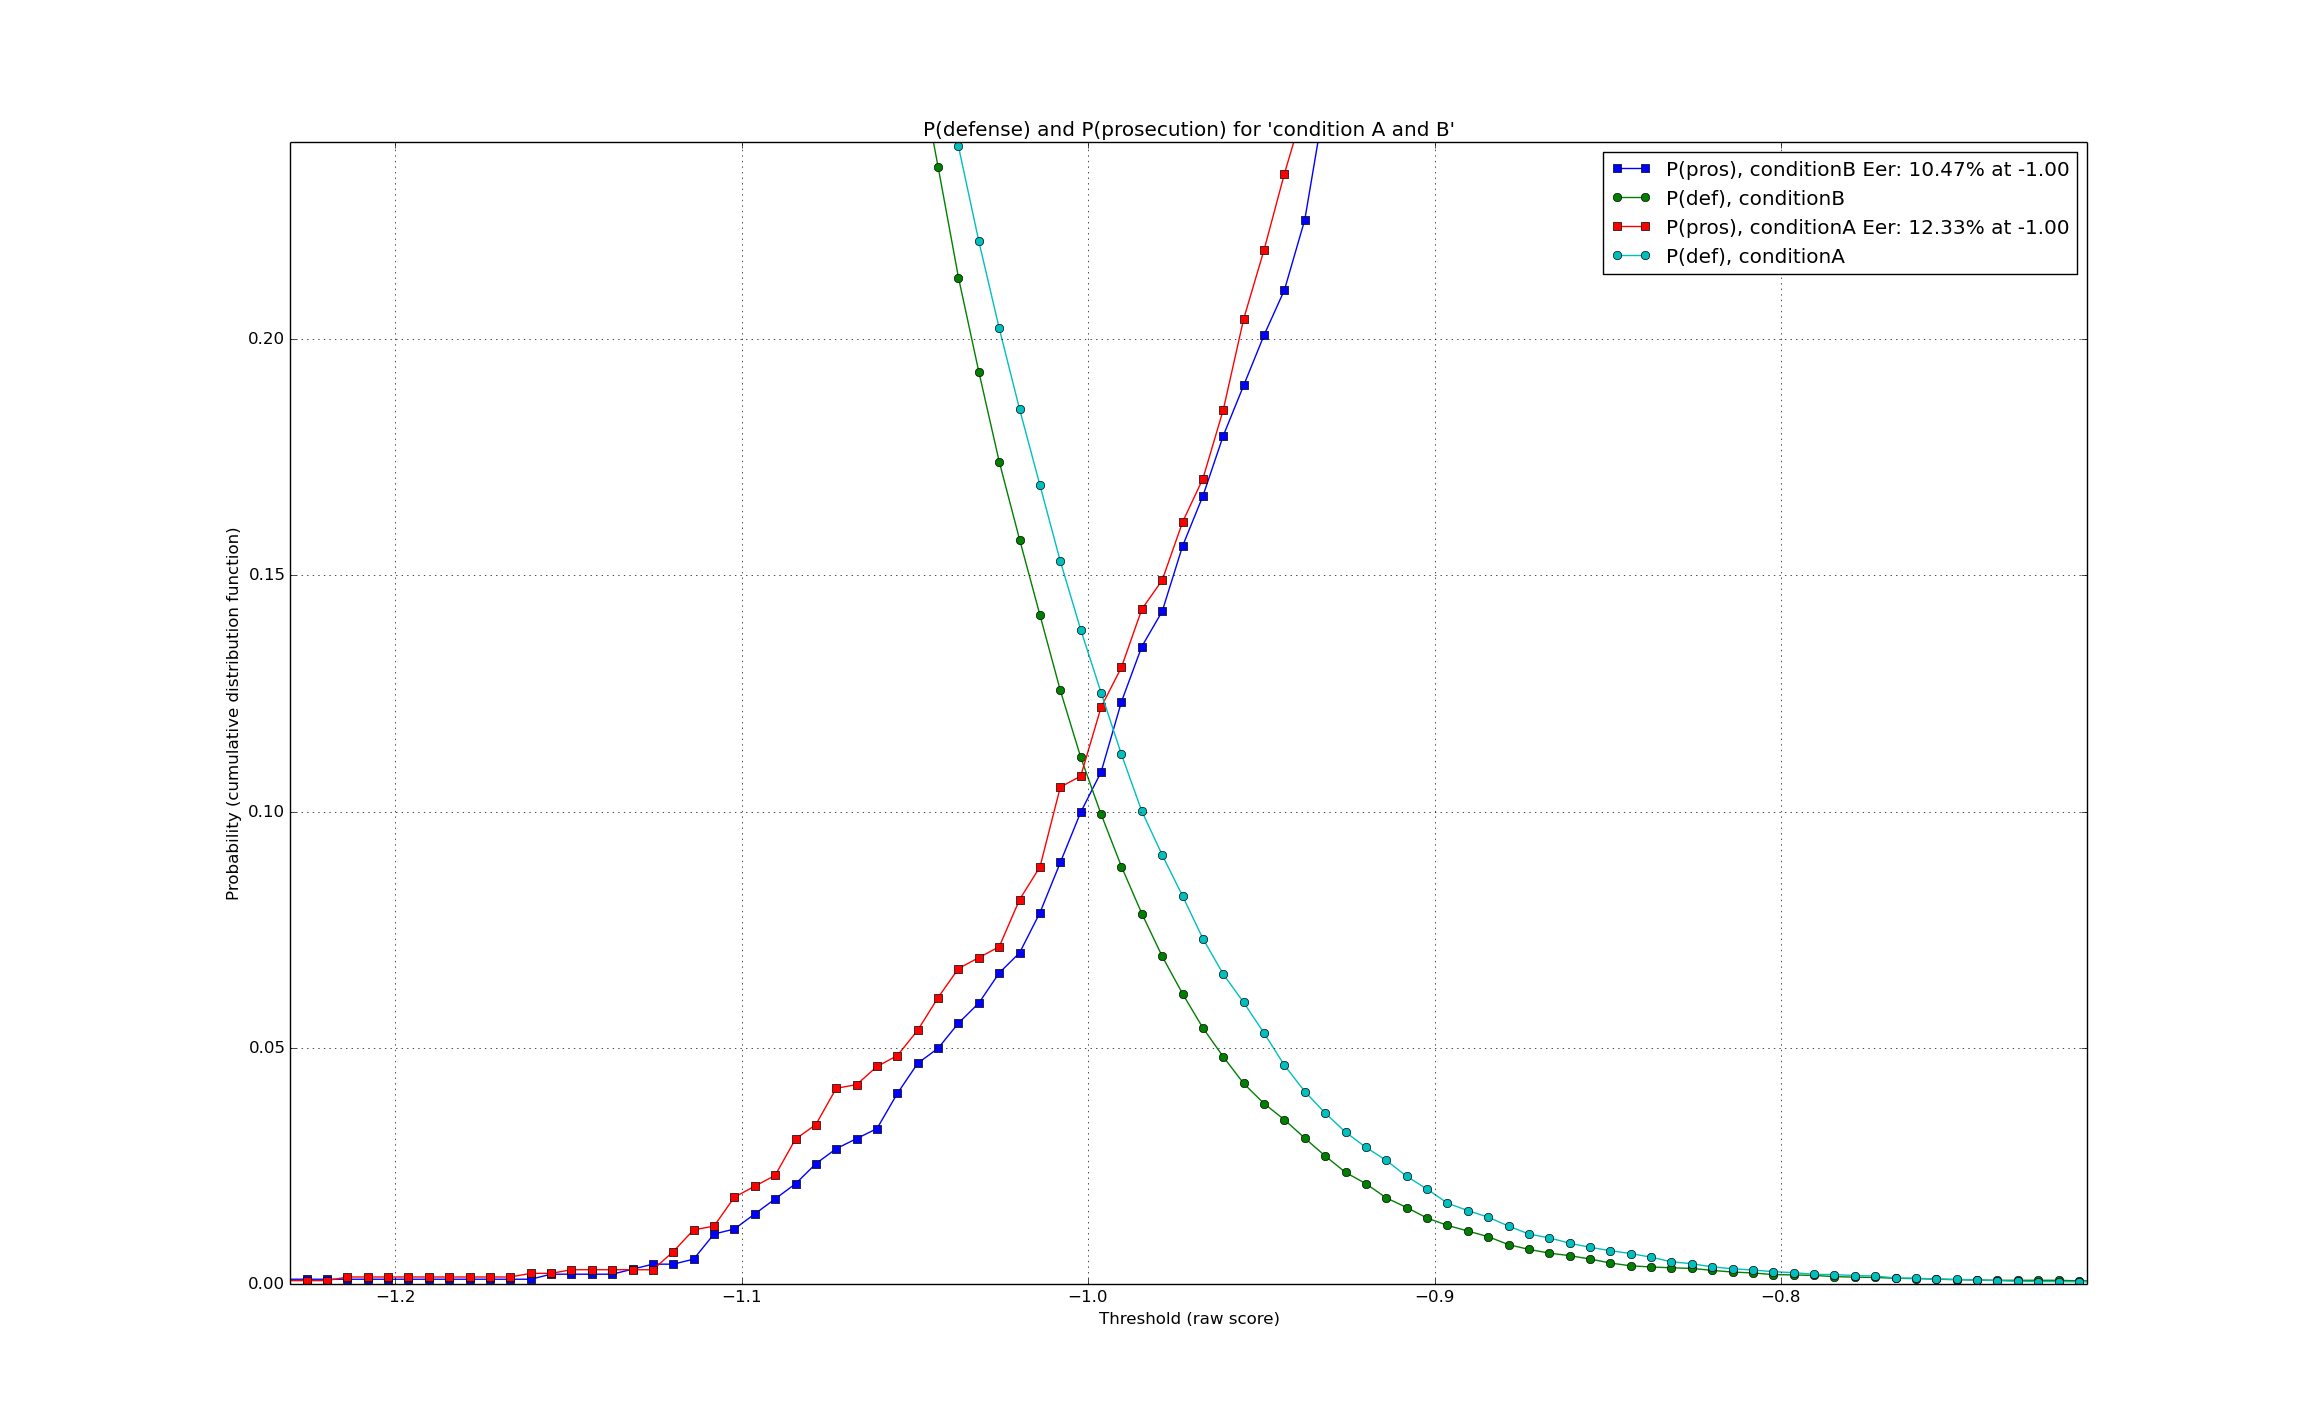 P(defense) and P(prosecution) for 'condition A and B'
P(pros), conditionB Eer: 10.47% at -1.00
P(def), conditionB
P(pros), conditionA Eer: 12.33% at -1.00
P(def), conditionA
Probability (cumulative distribution function)
0.20
0.15
0.10
0.05
0.00
−1.2 −1.1 −1.0 −0.9 −0.8
Threshold (raw score)